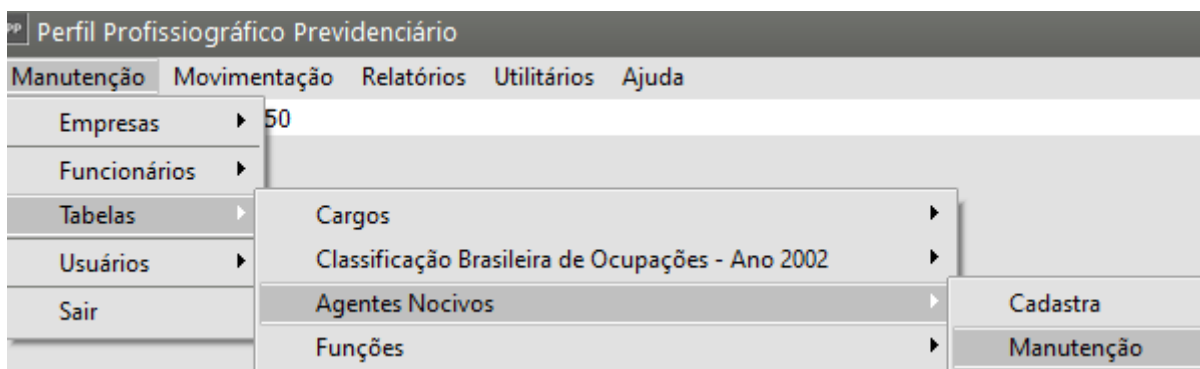 PP Perfil Profissiográfico Previdenciário
Manutenção Movimentação Relatórios Utilitários Ajuda
Empresas 50
Funcionários
Tabelas Cargos
Usuários Classificação Brasileira de Ocupações - Ano 2002
Sair Agentes Nocivos Cadastra
Funções Manutenção